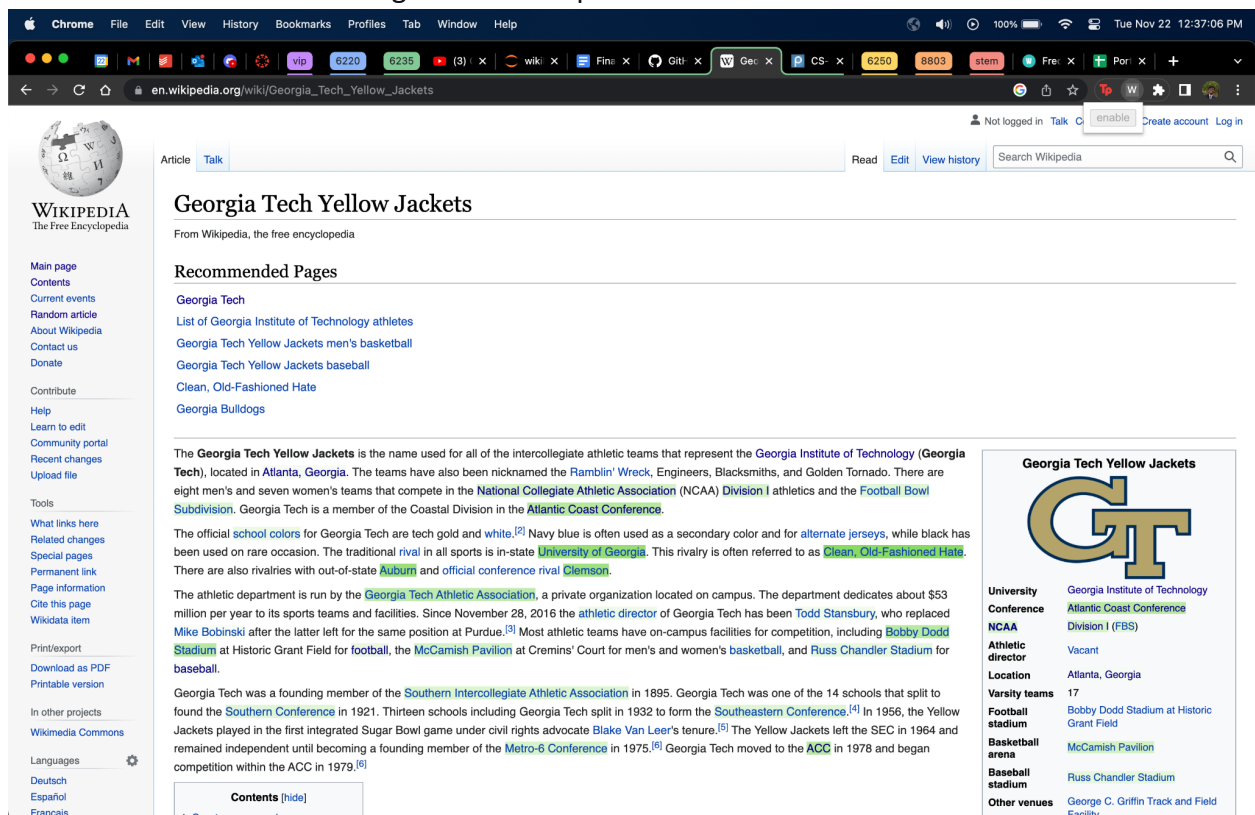 Chrome File Edit View History Bookmarks Profiles Tab Window Help 100% Tue Nov 22 12:37:06 PM
vip 6220 6235 (3) wiki Fina GitH Geo CS- 6250 8803 stem Free Port
en.wikipedia.org/wiki/Georgia_Tech_Yellow_Jackets
enable
Not logged in Talk Create account Log in
Article Talk Read Edit View history Search Wikipedia
WIKIPEDIA
The Free Encyclopedia
Main page
Contents
Current events
Random article
About Wikipedia
Contact us
Donate
Contribute
Help
Learn to edit
Community portal
Recent changes
Upload file
Tools
What links here
Related changes
Special pages
Permanent link
Page information
Cite this page
Wikidata item
Print/export
Download as PDF
Printable version
In other projects
Wikimedia Commons
Languages
Deutsch
Español
Français
Georgia Tech Yellow Jackets
From Wikipedia, the free encyclopedia
Recommended Pages
Georgia Tech
List of Georgia Institute of Technology athletes
Georgia Tech Yellow Jackets men's basketball
Georgia Tech Yellow Jackets baseball
Clean, Old-Fashioned Hate
Georgia Bulldogs
The Georgia Tech Yellow Jackets is the name used for all of the intercollegiate athletic teams that represent the Georgia Institute of Technology (Georgia
Tech), located in Atlanta, Georgia. The teams have also been nicknamed the Ramblin' Wreck, Engineers, Blacksmiths, and Golden Tornado. There are
eight men's and seven women's teams that compete in the National Collegiate Athletic Association (NCAA) Division I athletics and the Football Bowl
Subdivision. Georgia Tech is a member of the Coastal Division in the Atlantic Coast Conference.
The official school colors for Georgia Tech are tech gold and white.[2] Navy blue is often used as a secondary color and for alternate jerseys, while black has
been used on rare occasion. The traditional rival in all sports is in-state University of Georgia. This rivalry is often referred to as Clean, Old-Fashioned Hate.
There are also rivalries with out-of-state Auburn and official conference rival Clemson.
The athletic department is run by the Georgia Tech Athletic Association, a private organization located on campus. The department dedicates about $53
million per year to its sports teams and facilities. Since November 28, 2016 the athletic director of Georgia Tech has been Todd Stansbury, who replaced
Mike Bobinski after the latter left for the same position at Purdue.[3] Most athletic teams have on-campus facilities for competition, including Bobby Dodd
Stadium at Historic Grant Field for football, the McCamish Pavilion at Cremins' Court for men's and women's basketball, and Russ Chandler Stadium for
baseball.
Georgia Tech was a founding member of the Southern Intercollegiate Athletic Association in 1895. Georgia Tech was one of the 14 schools that split to
found the Southern Conference in 1921. Thirteen schools including Georgia Tech split in 1932 to form the Southeastern Conference.[4] In 1956, the Yellow
Jackets played in the first integrated Sugar Bowl game under civil rights advocate Blake Van Leer's tenure.[5] The Yellow Jackets left the SEC in 1964 and
remained independent until becoming a founding member of the Metro-6 Conference in 1975.[6] Georgia Tech moved to the ACC in 1978 and began
competition within the ACC in 1979.[6]
Contents [hide]
Georgia Tech Yellow Jackets
GT
University Georgia Institute of Technology
Conference Atlantic Coast Conference
NCAA Division I (FBS)
Athletic director Vacant
Location Atlanta, Georgia
Varsity teams 17
Football stadium Bobby Dodd Stadium at Historic Grant Field
Basketball arena McCamish Pavilion
Baseball stadium Russ Chandler Stadium
Other venues George C. Griffin Track and Field
Facility